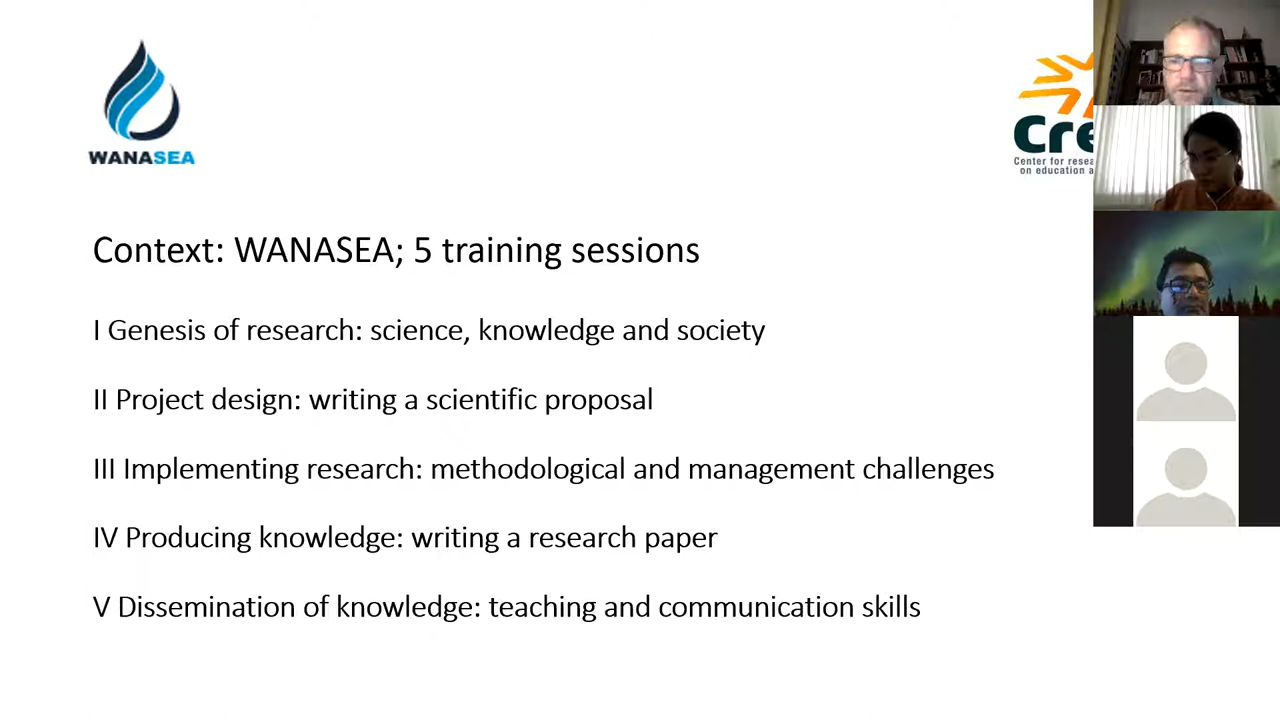 WANASEA
Cre
Center for resea
on education a
Context: WANASEA; 5 training sessions
I Genesis of research: science, knowledge and society
II Project design: writing a scientific proposal
III Implementing research: methodological and management challenges
IV Producing knowledge: writing a research paper
V Dissemination of knowledge: teaching and communication skills